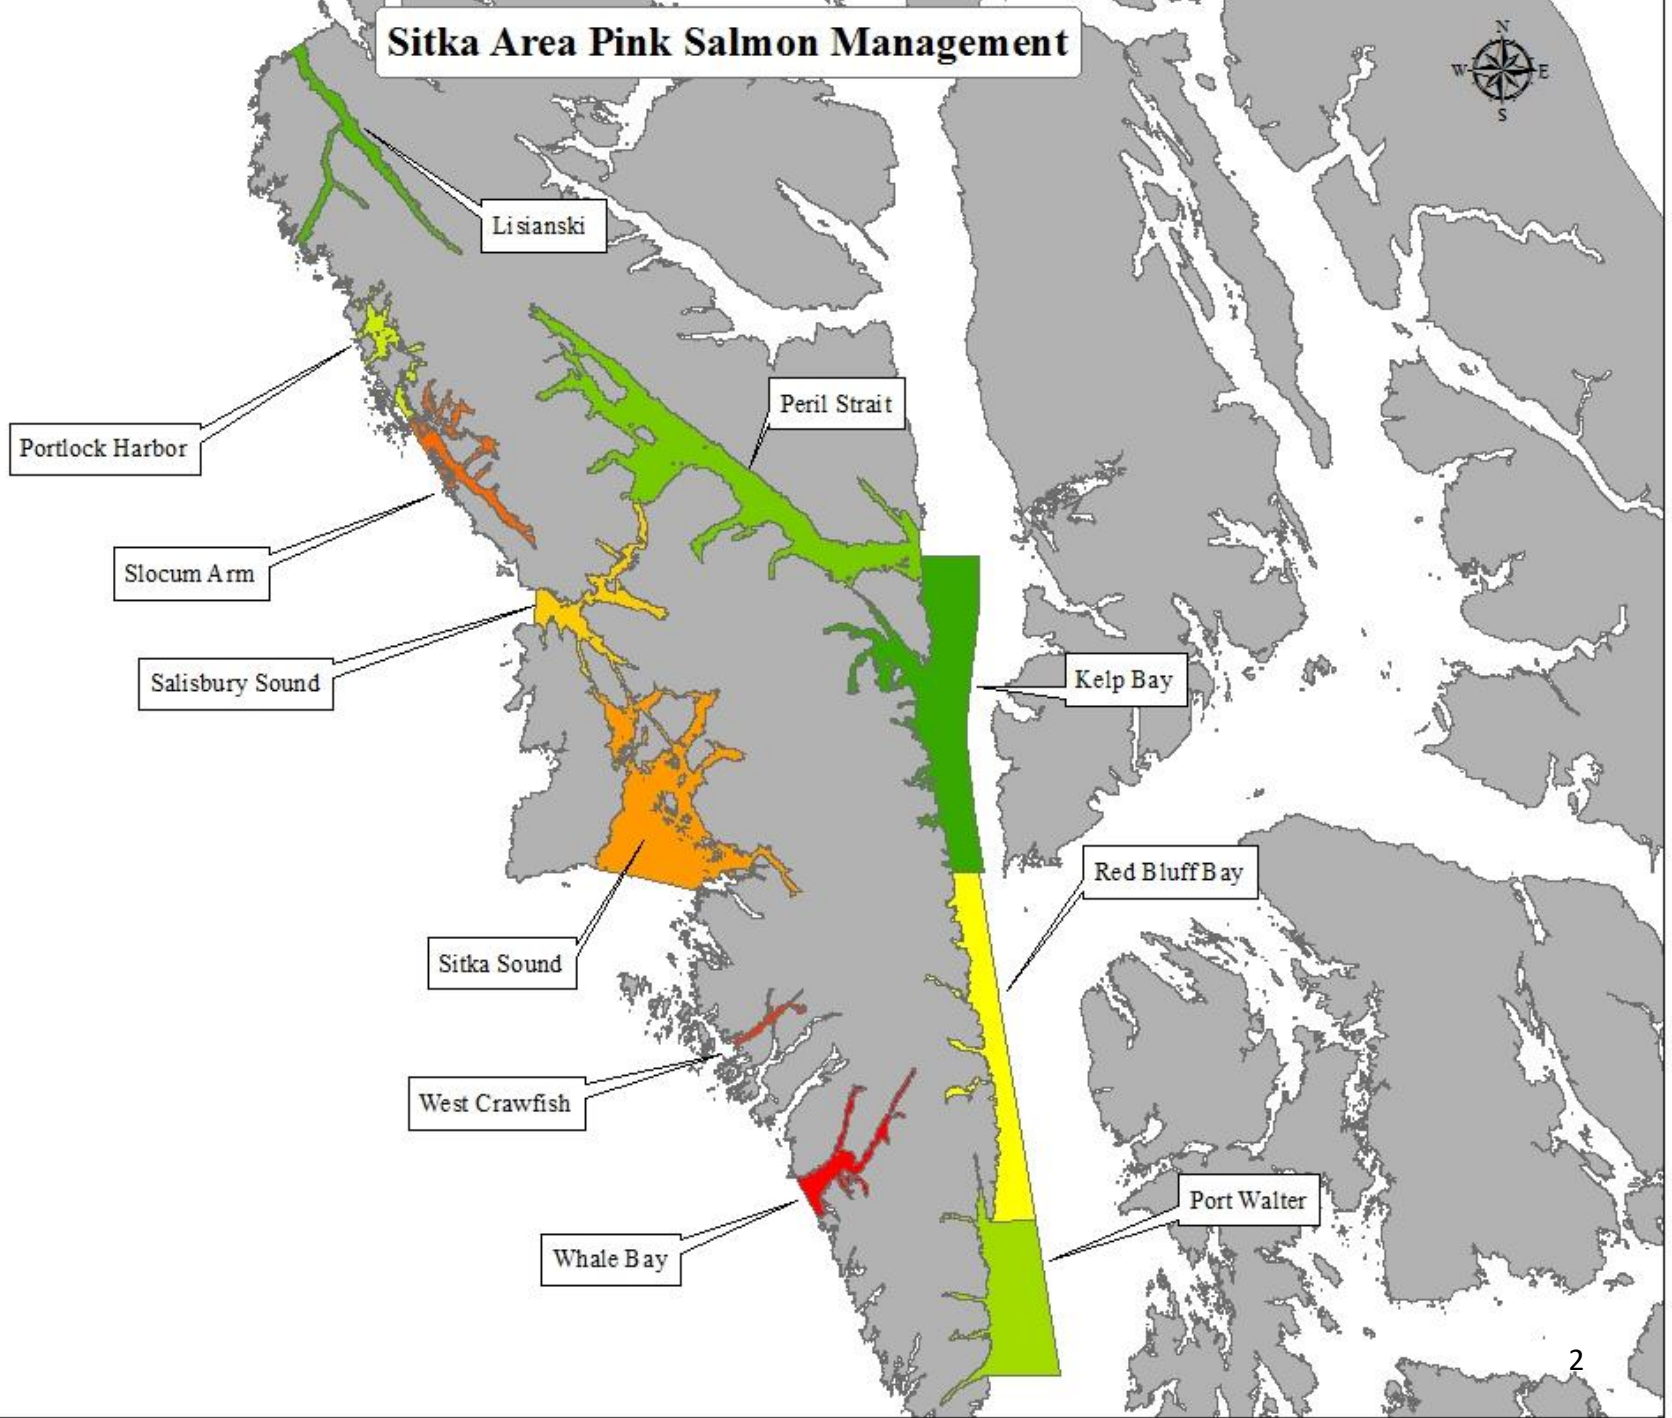 Sitka Area Pink Salmon Management
N
W E
S
Lisianski
Peril Strait
Portlock Harbor
Slocum Arm
Salisbury Sound
Kelp Bay
Red Bluff Bay
Sitka Sound
West Crawfish
Port Walter
Whale Bay
2